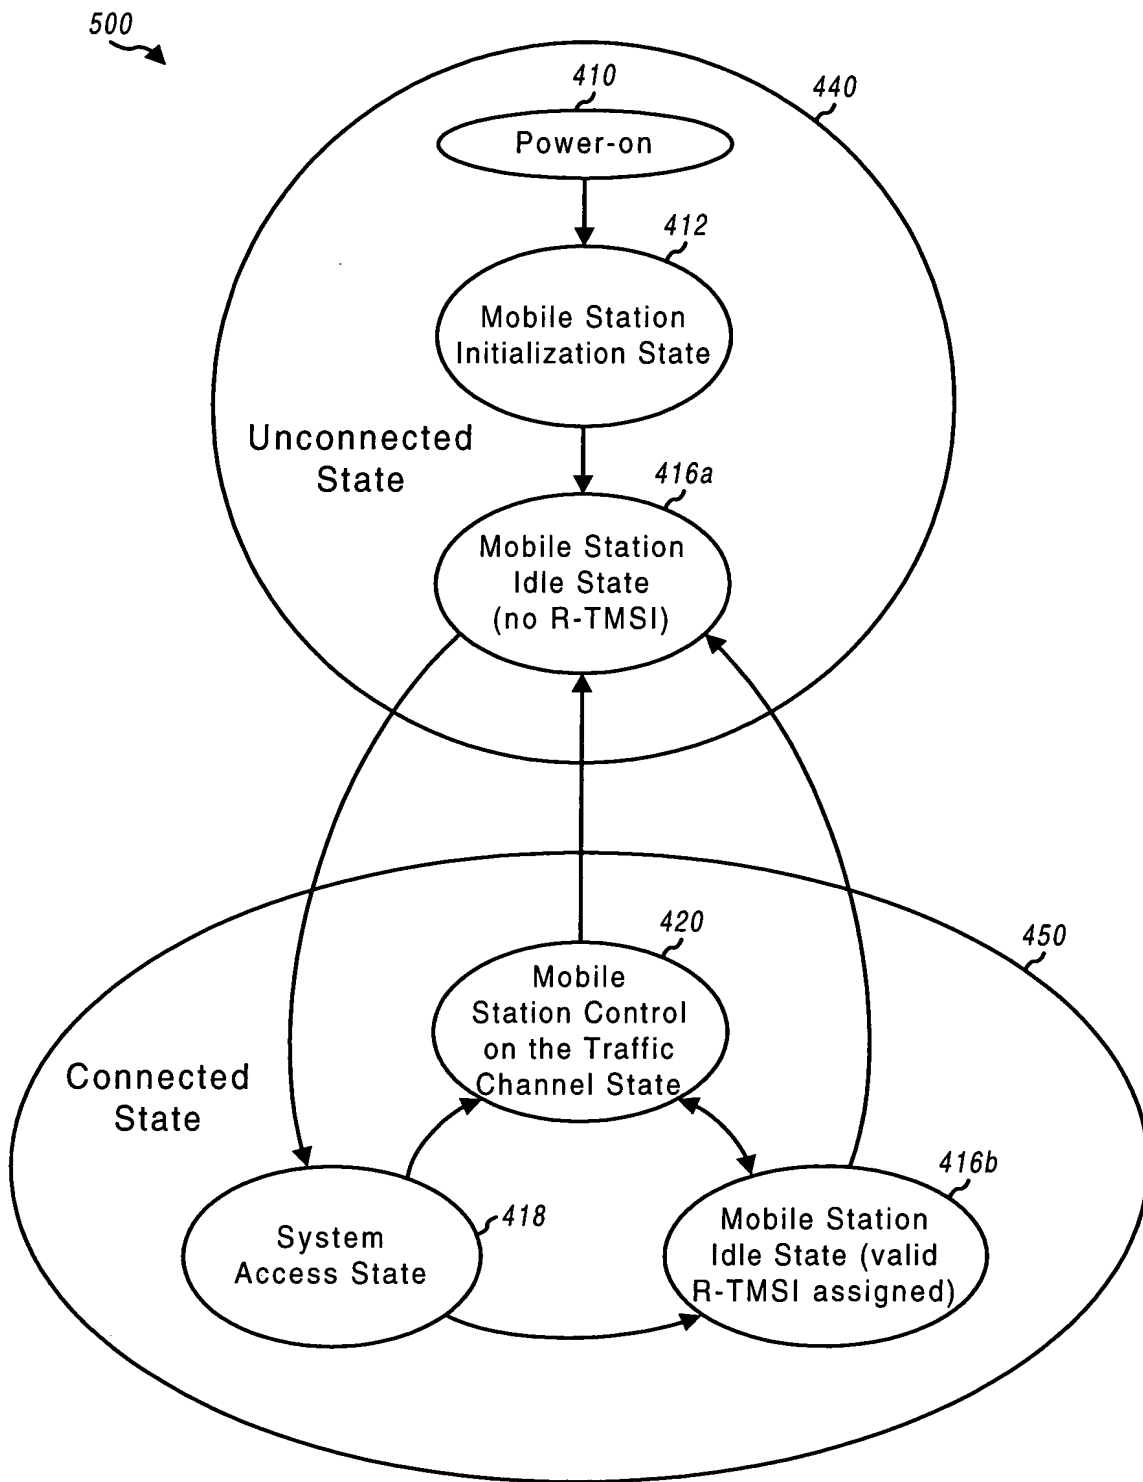 500
410
440
Power-on
412
Mobile Station
Initialization State
Unconnected
State
416a
Mobile Station
Idle State
(no R-TMSI)
420
450
Mobile
Station Control
on the Traffic
Channel State
Connected
State
416b
418
System
Access State
Mobile Station
Idle State (valid
R-TMSI assigned)